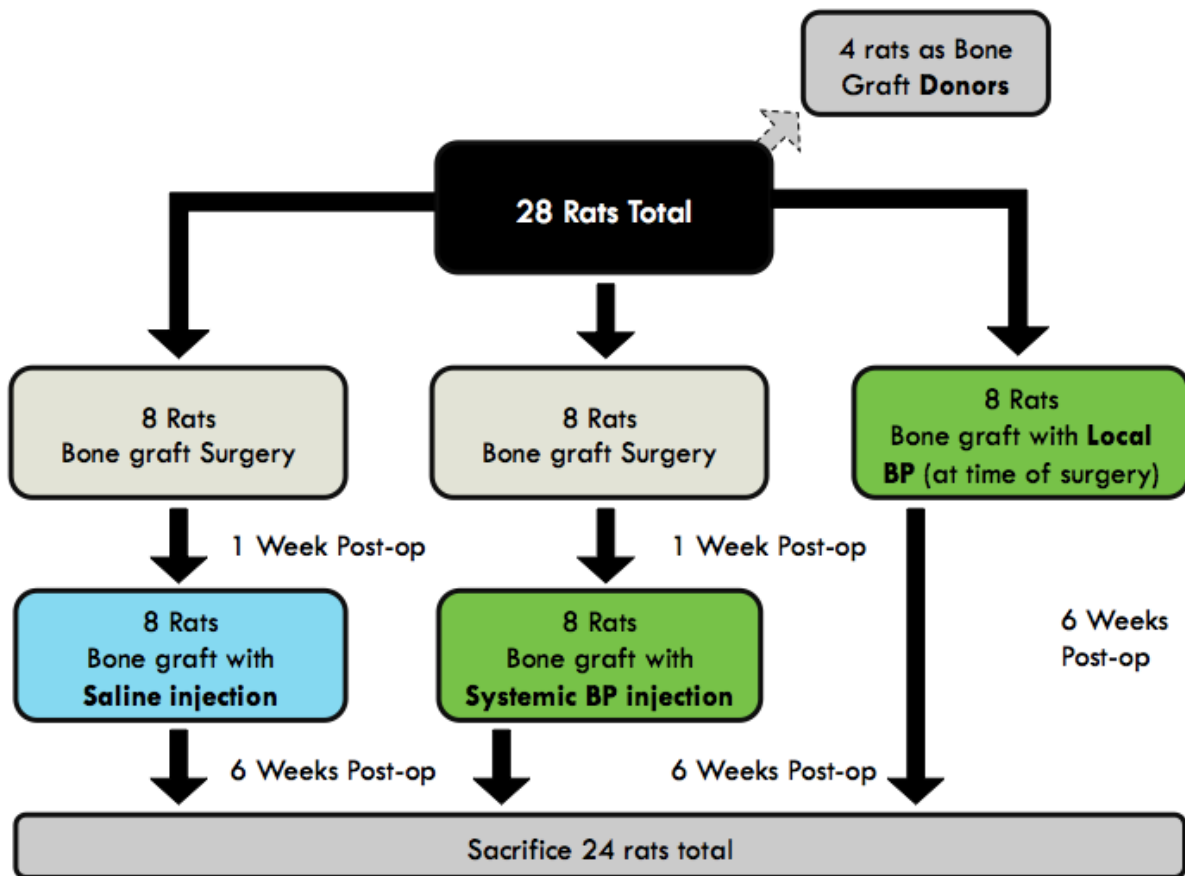 4 rats as Bone
Graft Donors
28 Rats Total
8 Rats
Bone graft Surgery
8 Rats
Bone graft Surgery
8 Rats
Bone graft with Local
BP (at time of surgery)
1 Week Post-op
1 Week Post-op
8 Rats
Bone graft with
Saline injection
8 Rats
Bone graft with
Systemic BP injection
6 Weeks
Post-op
6 Weeks Post-op
6 Weeks Post-op
Sacrifice 24 rats total